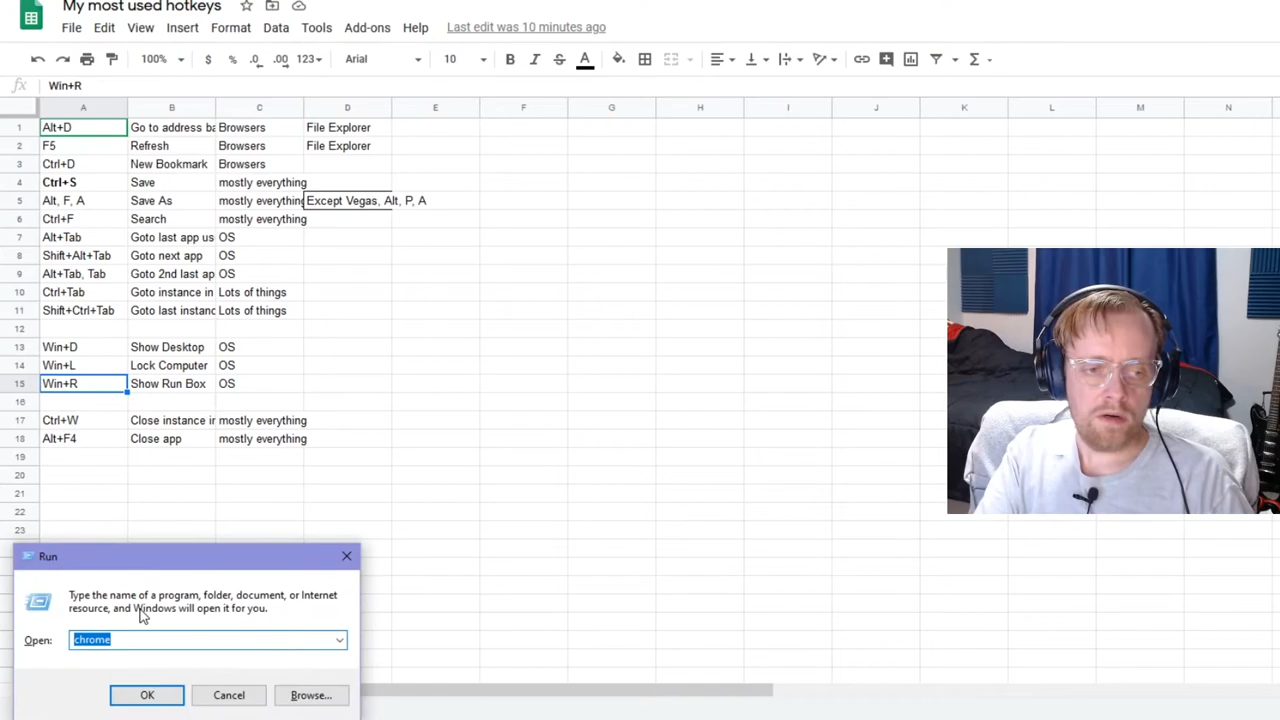 My most used hotkeys
File Edit View Insert Format Data Tools Add-ons Help Last edit was 10 minutes ago
100% $ % .0 .00 123 Arial 10 B I S A
fx Win+R
A B C D E F G H I J K L M N
1 Alt+D Go to address ba Browsers File Explorer
2 F5 Refresh Browsers File Explorer
3 Ctrl+D New Bookmark Browsers
4 Ctrl+S Save mostly everything
5 Alt, F, A Save As mostly everything Except Vegas, Alt, P, A
6 Ctrl+F Search mostly everything
7 Alt+Tab Goto last app us OS
8 Shift+Alt+Tab Goto next app OS
9 Alt+Tab, Tab Goto 2nd last ap OS
10 Ctrl+Tab Goto instance in Lots of things
11 Shift+Ctrl+Tab Goto last instanc Lots of things
12
13 Win+D Show Desktop OS
14 Win+L Lock Computer OS
15 Win+R Show Run Box OS
16
17 Ctrl+W Close instance ir mostly everything
18 Alt+F4 Close app mostly everything
19
20
21
22
23
Run
Type the name of a program, folder, document, or Internet
resource, and Windows will open it for you.
Open: chrome
OK Cancel Browse...